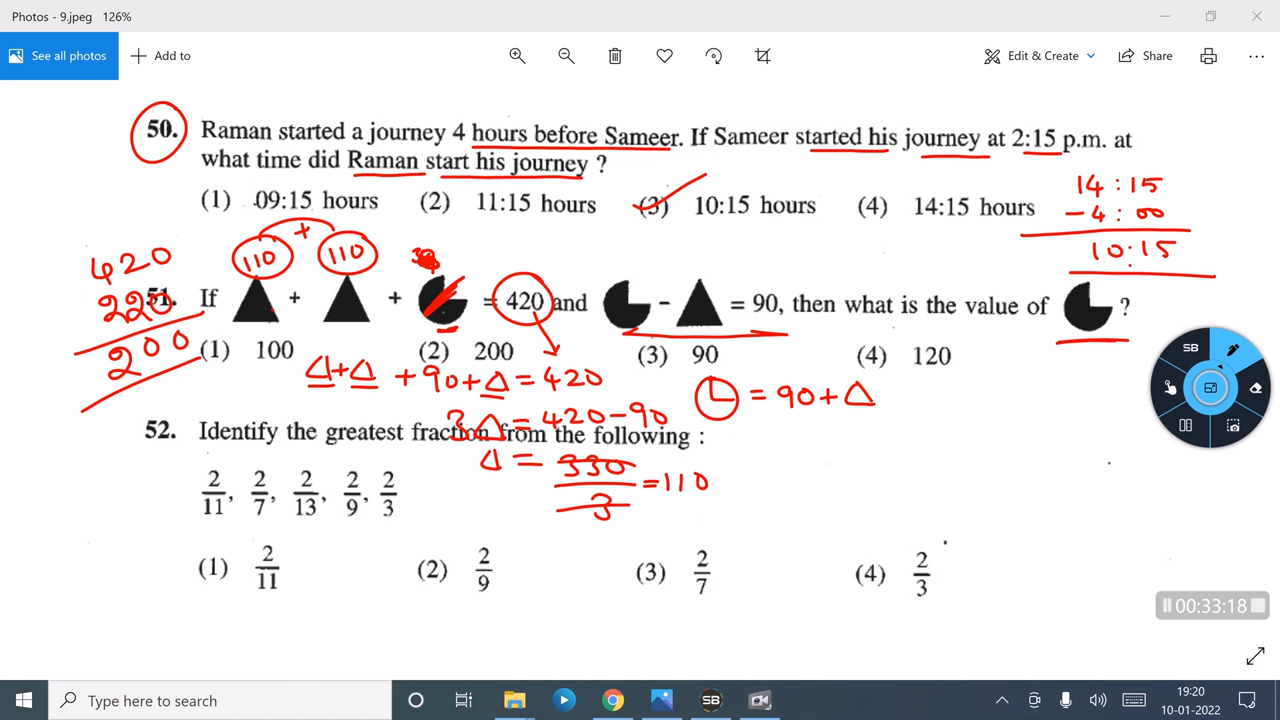 Photos - 9.jpeg 126%
See all photos
Add to
Edit & Create
Share
50. Raman started a journey 4 hours before Sameer. If Sameer started his journey at 2:15 p.m. at
what time did Raman start his journey ?
(1) 09:15 hours (2) 11:15 hours (3) 10:15 hours (4) 14:15 hours
14 : 15
- 4 : 00
10:15
420
220
200
110 + 110
51. If + + = 420 and - = 90, then what is the value of ?
(1) 100 (2) 200 (3) 90 (4) 120
Δ+Δ +90+Δ=420
= 90+Δ
3Δ=420-90
Δ = 330/3 =110
52. Identify the greatest fraction from the following :
2/11, 2/7, 2/13, 2/9, 2/3
(1) 2/11 (2) 2/9 (3) 2/7 (4) 2/3
SB
00:33:18
Type here to search
SB
19:20
10-01-2022